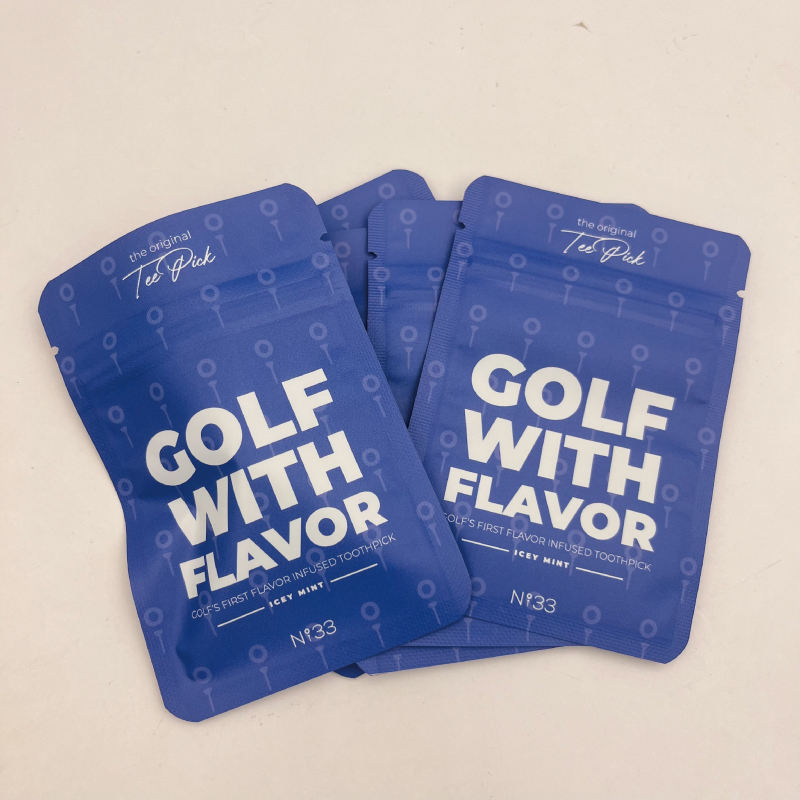 the original
Tee Pick
GOLF
WITH
FLAVOR
GOLF'S FIRST FLAVOR INFUSED TOOTHPICK
ICEY MINT
Nº33
the original
Tee Pick
GOLF
WITH
FLAVOR
GOLF'S FIRST FLAVOR INFUSED TOOTHPICK
ICEY MINT
Nº33